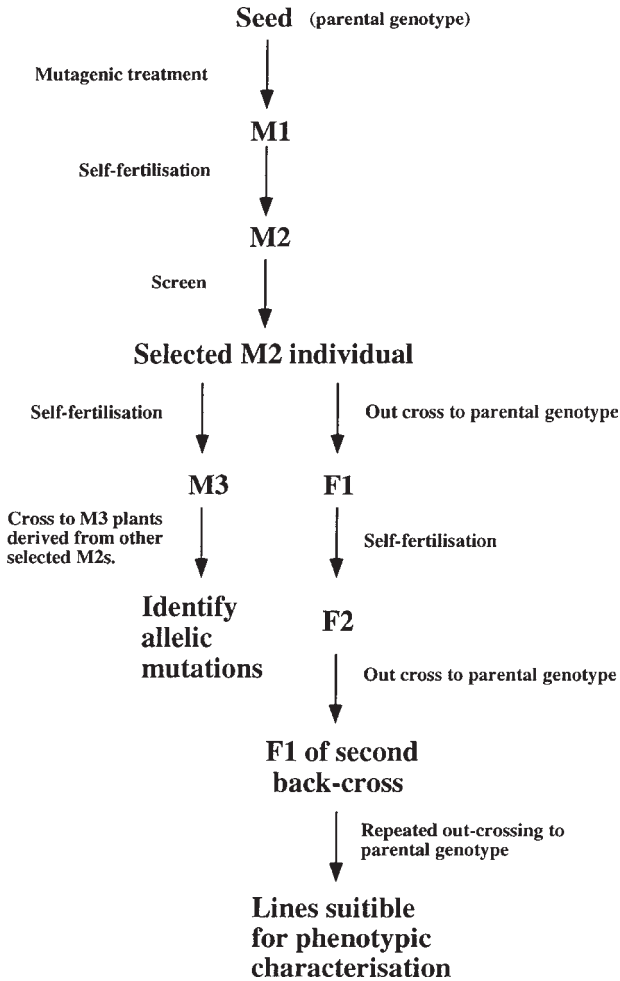 Seed (parental genotype)
Mutagenic treatment
M1
Self-fertilisation
M2
Screen
Selected M2 individual
Self-fertilisation
Out cross to parental genotype
M3
F1
Cross to M3 plants
derived from other
selected M2s.
Self-fertilisation
Identify
allelic
mutations
F2
Out cross to parental genotype
F1 of second
back-cross
Repeated out-crossing to
parental genotype
Lines suitible
for phenotypic
characterisation